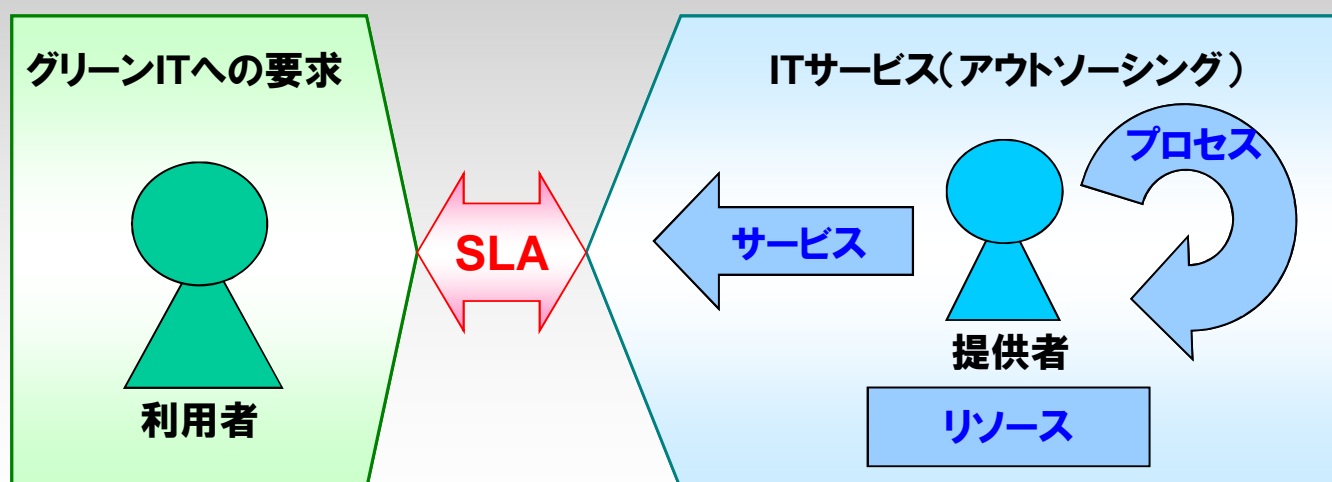 グリーンITへの要求
利用者
SLA
ITサービス(アウトソーシング)
プロセス
サービス
提供者
リソース